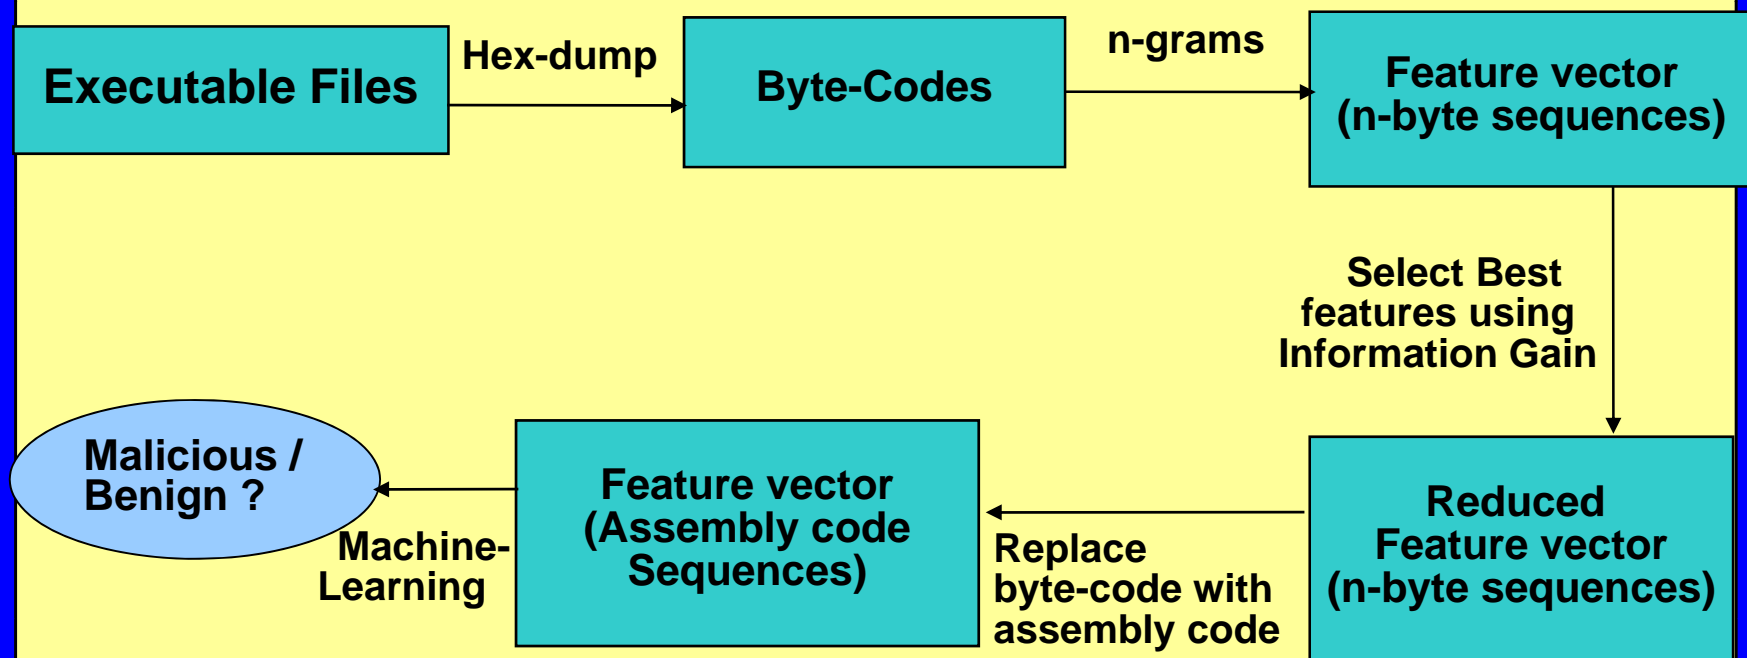 Executable Files
Hex-dump
Byte-Codes
n-grams
Feature vector
(n-byte sequences)
Select Best
features using
Information Gain
Reduced
Feature vector
(n-byte sequences)
Replace
byte-code with
assembly code
Feature vector
(Assembly code
Sequences)
Machine-
Learning
Malicious /
Benign ?